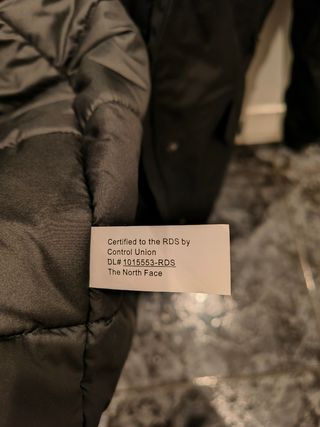 Certified to the RDS by
Control Union
DL# 1015553-RDS
The North Face